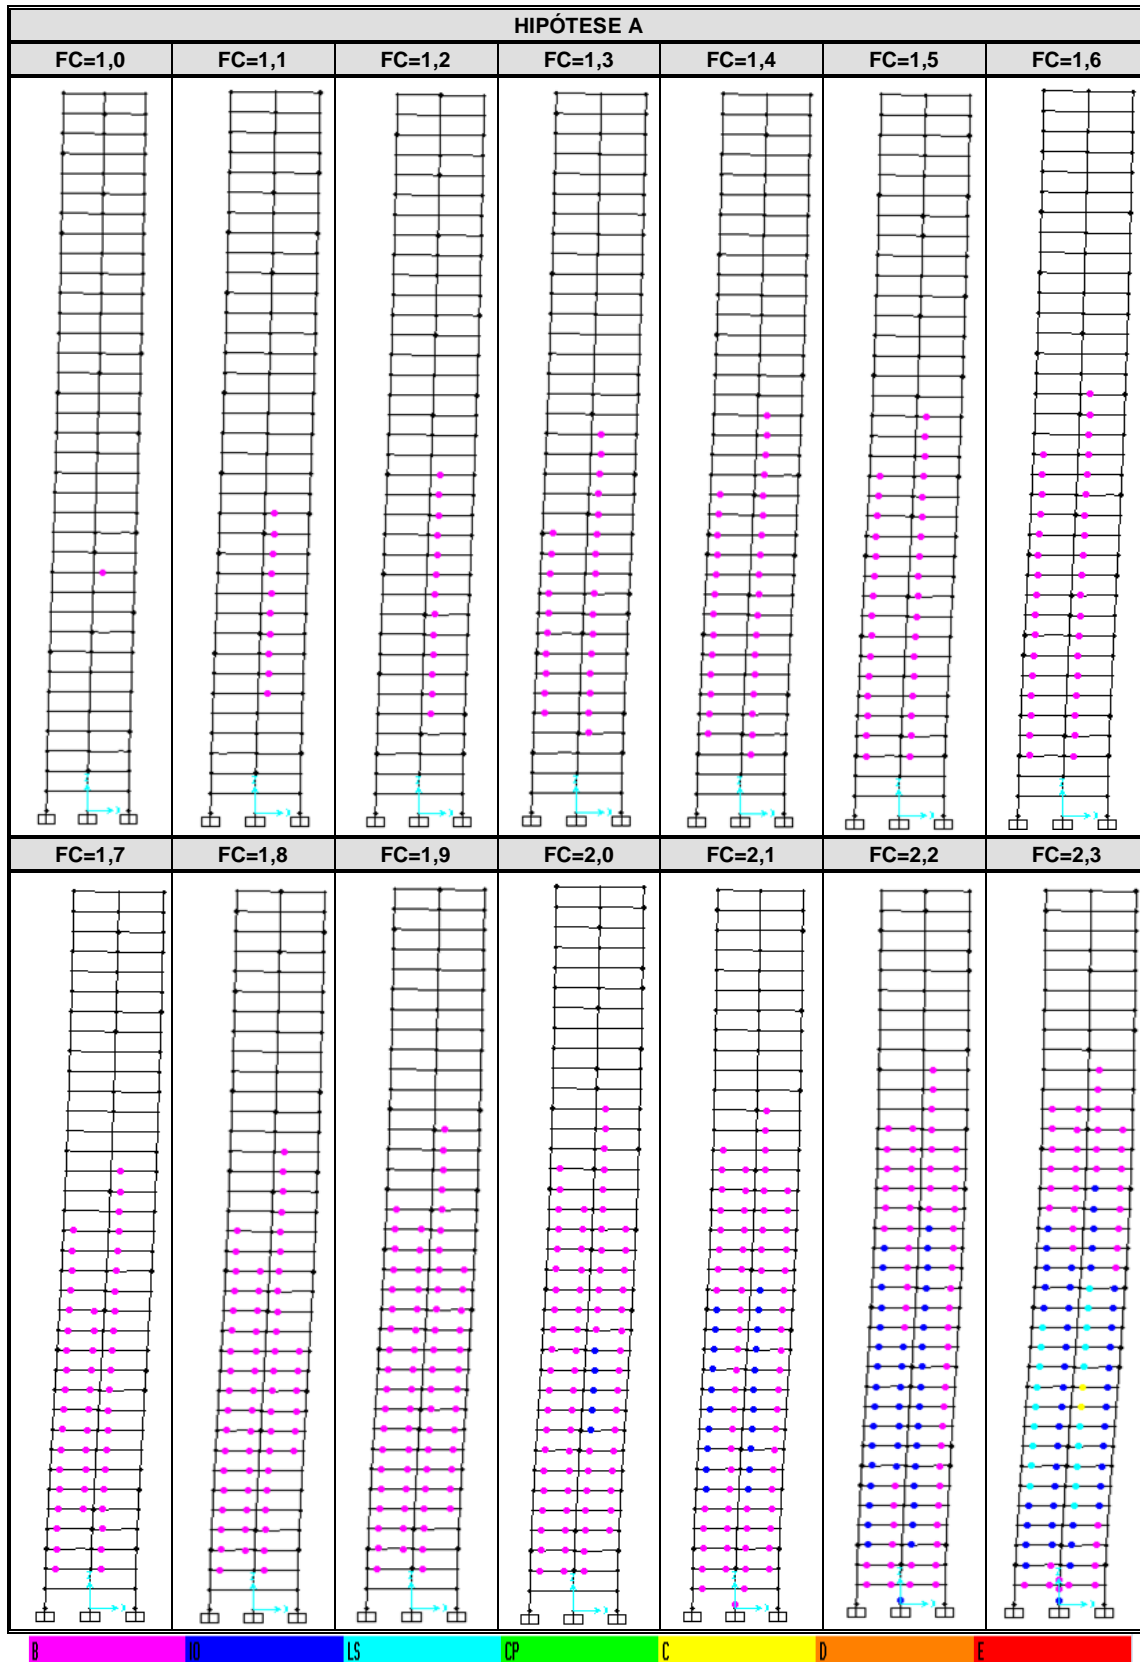 HIPÓTESE A
FC=1,0 FC=1,1 FC=1,2 FC=1,3 FC=1,4 FC=1,5 FC=1,6
FC=1,7 FC=1,8 FC=1,9 FC=2,0 FC=2,1 FC=2,2 FC=2,3
B IO LS CP C D E